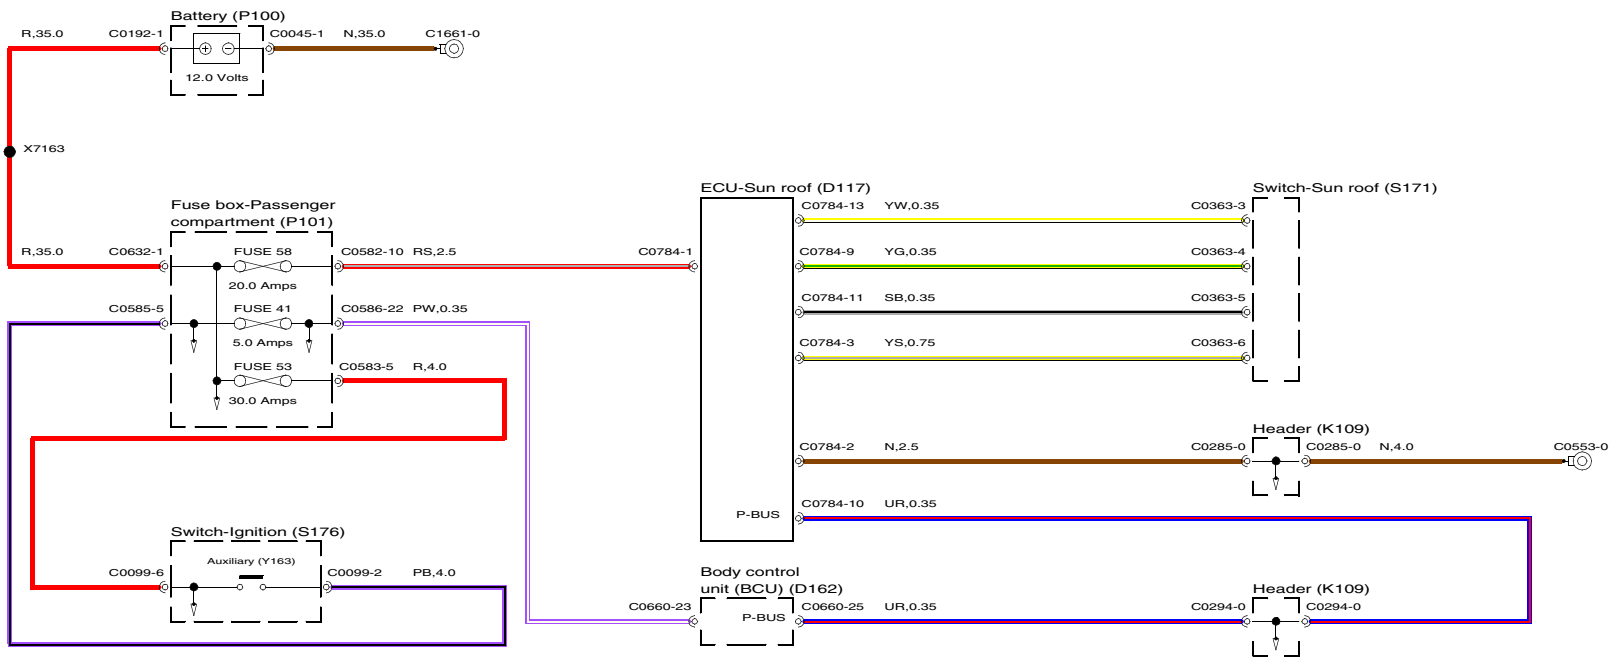 Battery (P100)
R,35.0 C0192-1 C0045-1 N,35.0 C1661-0
12.0 Volts
X7163
ECU-Sun roof (D117) Switch-Sun roof (S171)
Fuse box-Passenger
compartment (P101)
C0784-13 YW,0.35 C0363-3
R,35.0 C0632-1 FUSE 58 C0582-10 RS,2.5 C0784-1 C0784-9 YG,0.35 C0363-4
20.0 Amps
C0784-11 SB,0.35 C0363-5
C0585-5 FUSE 41 C0586-22 PW,0.35
5.0 Amps C0784-3 YS,0.75 C0363-6
FUSE 53 C0583-5 R,4.0
30.0 Amps
Header (K109)
C0784-2 N,2.5 C0285-0 C0285-0 N,4.0 C0553-0
C0784-10 UR,0.35
P-BUS
Switch-Ignition (S176)
Auxiliary (Y163)
C0099-6 C0099-2 PB,4.0
Body control
unit (BCU) (D162) Header (K109)
C0660-23 C0660-25 UR,0.35 C0294-0 C0294-0
P-BUS